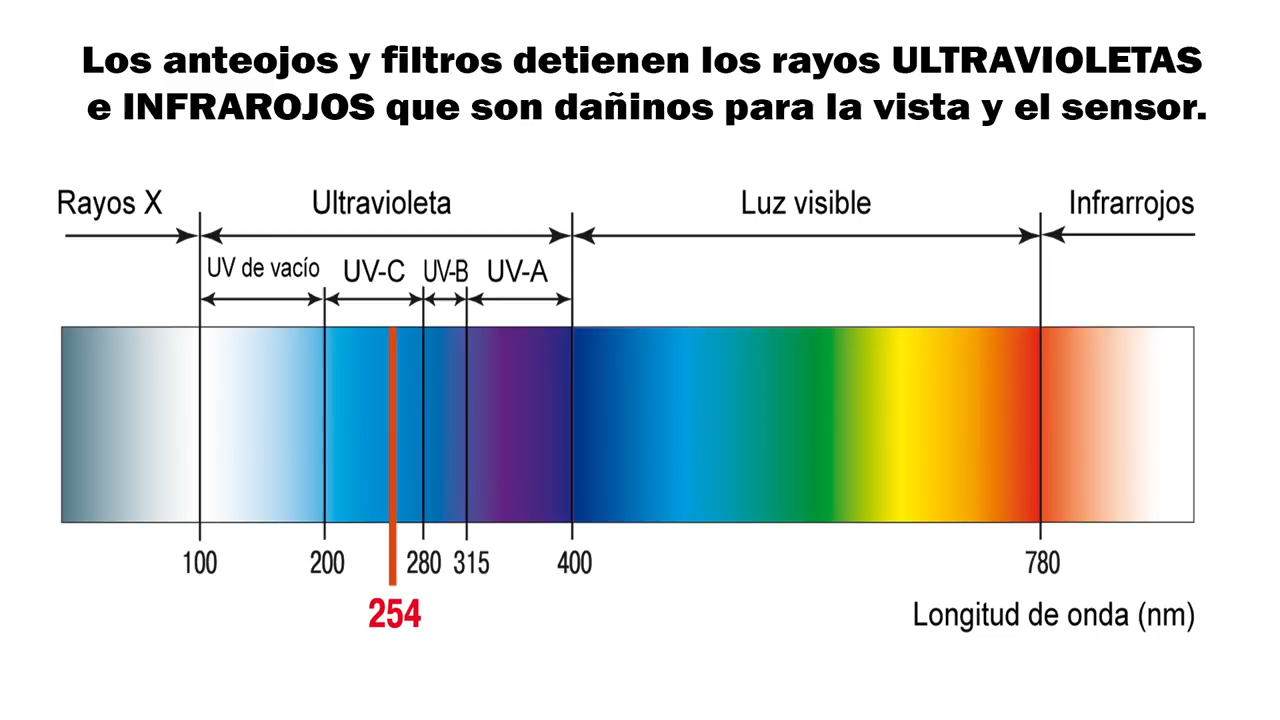 Los anteojos y filtros detienen los rayos ULTRAVIOLETAS
e INFRAROJOS que son dañinos para la vista y el sensor.
Rayos X
Ultravioleta
Luz visible
Infrarrojos
UV de vacío
UV-C
UV-B
UV-A
100
200
280
315
400
780
254
Longitud de onda (nm)